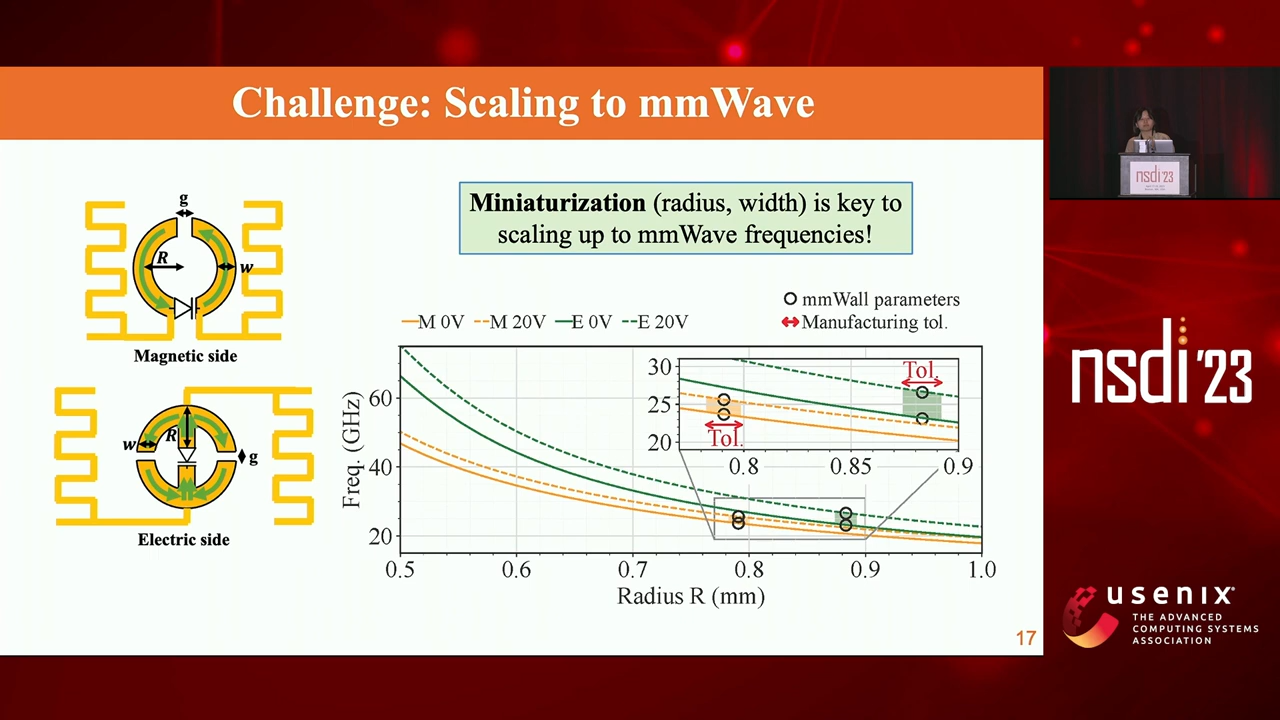 Challenge: Scaling to mmWave
g
R
w
Magnetic side
w
R
g
Electric side
Miniaturization (radius, width) is key to
scaling up to mmWave frequencies!
mmWall parameters
M 0V M 20V E 0V E 20V
Manufacturing tol.
Freq. (GHz)
60
40
20
30
25
20
Tol.
Tol.
0.8 0.85 0.9
0.5 0.6 0.7 0.8 0.9 1.0
Radius R (mm)
17
nsdi '23
nsdi '23
usenix
THE ADVANCED
COMPUTING SYSTEMS
ASSOCIATION